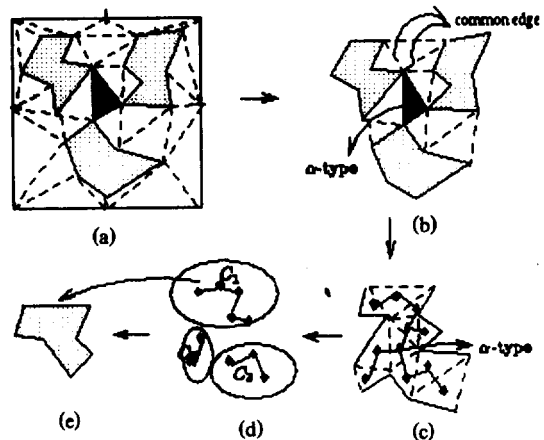 common edge
α-type
(a)
(b)
C₁
C₂
α-type
(e)
(d)
(c)